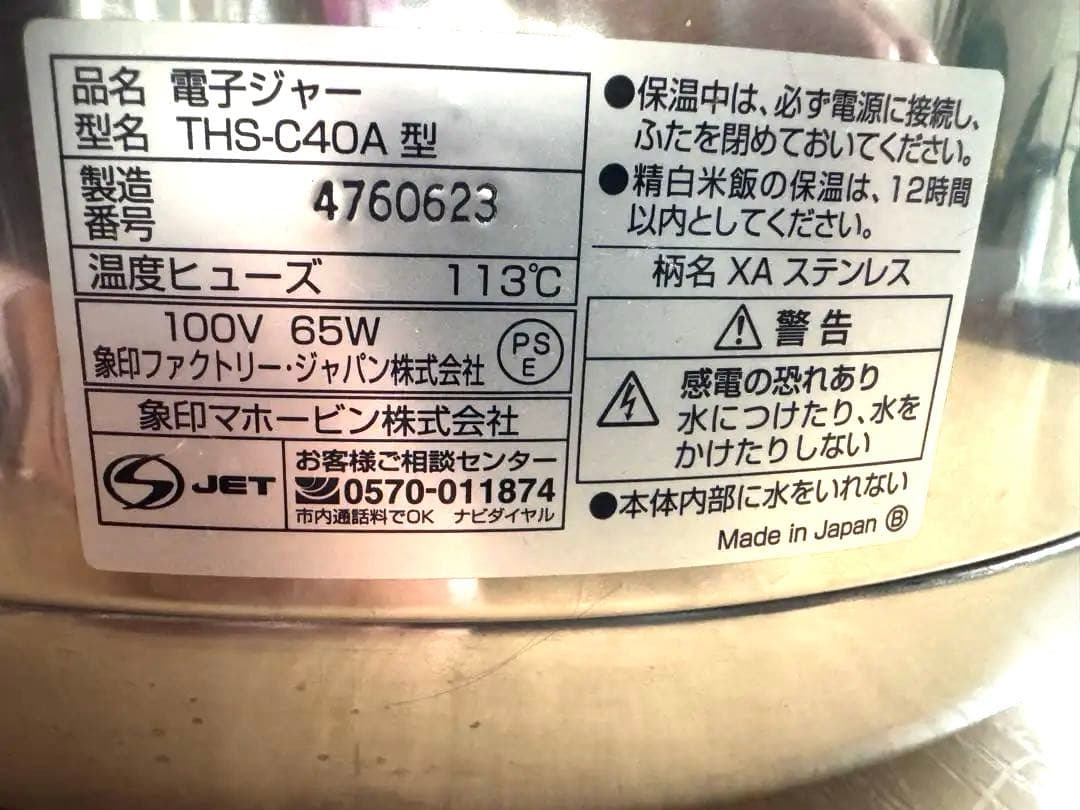 品名 電子ジャー
型名 THS-C40A 型
製造番号 4760623
温度ヒューズ 113℃
100V 65W
象印ファクトリー・ジャパン株式会社
PS
E
象印マホービン株式会社
JET
お客様ご相談センター
0570-011874
市内通話料でOK ナビダイヤル
●保温中は、必ず電源に接続し、
ふたを閉めておいてください。
●精白米飯の保温は、12時間
以内としてください。
柄名 XA ステンレス
警告
感電の恐れあり
水につけたり、水を
かけたりしない
●本体内部に水をいれない
Made in Japan Ⓑ